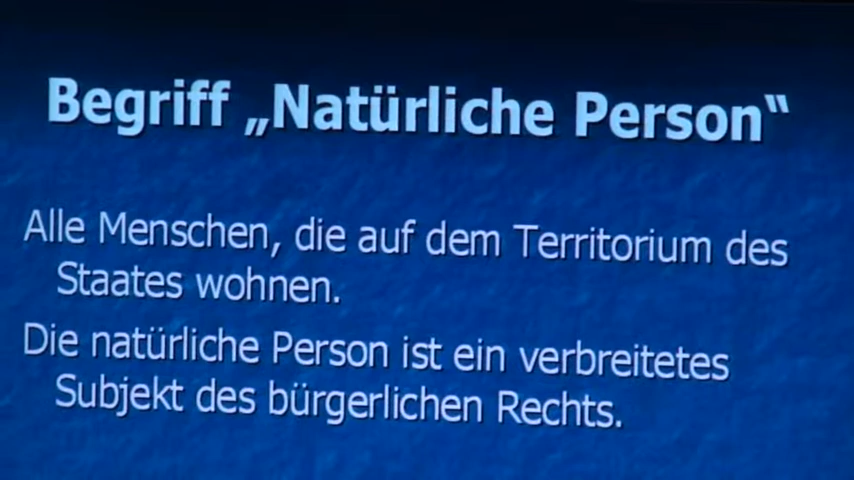 Begriff „Natürliche Person“
Alle Menschen, die auf dem Territorium des
Staates wohnen.
Die natürliche Person ist ein verbreitetes
Subjekt des bürgerlichen Rechts.